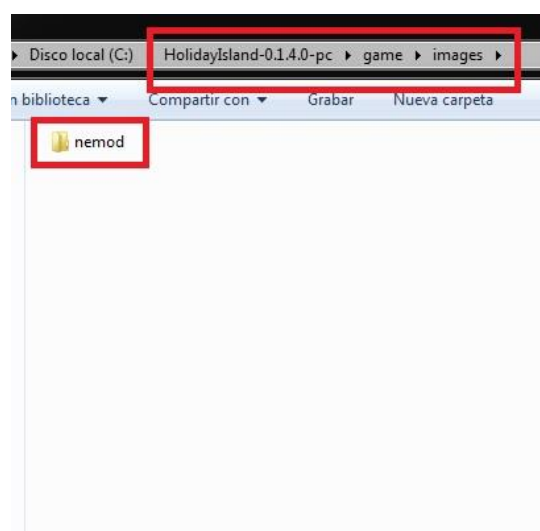 Disco local (C:) HolidayIsland-0.1.4.0-pc game images
n biblioteca Compartir con Grabar Nueva carpeta
nemod